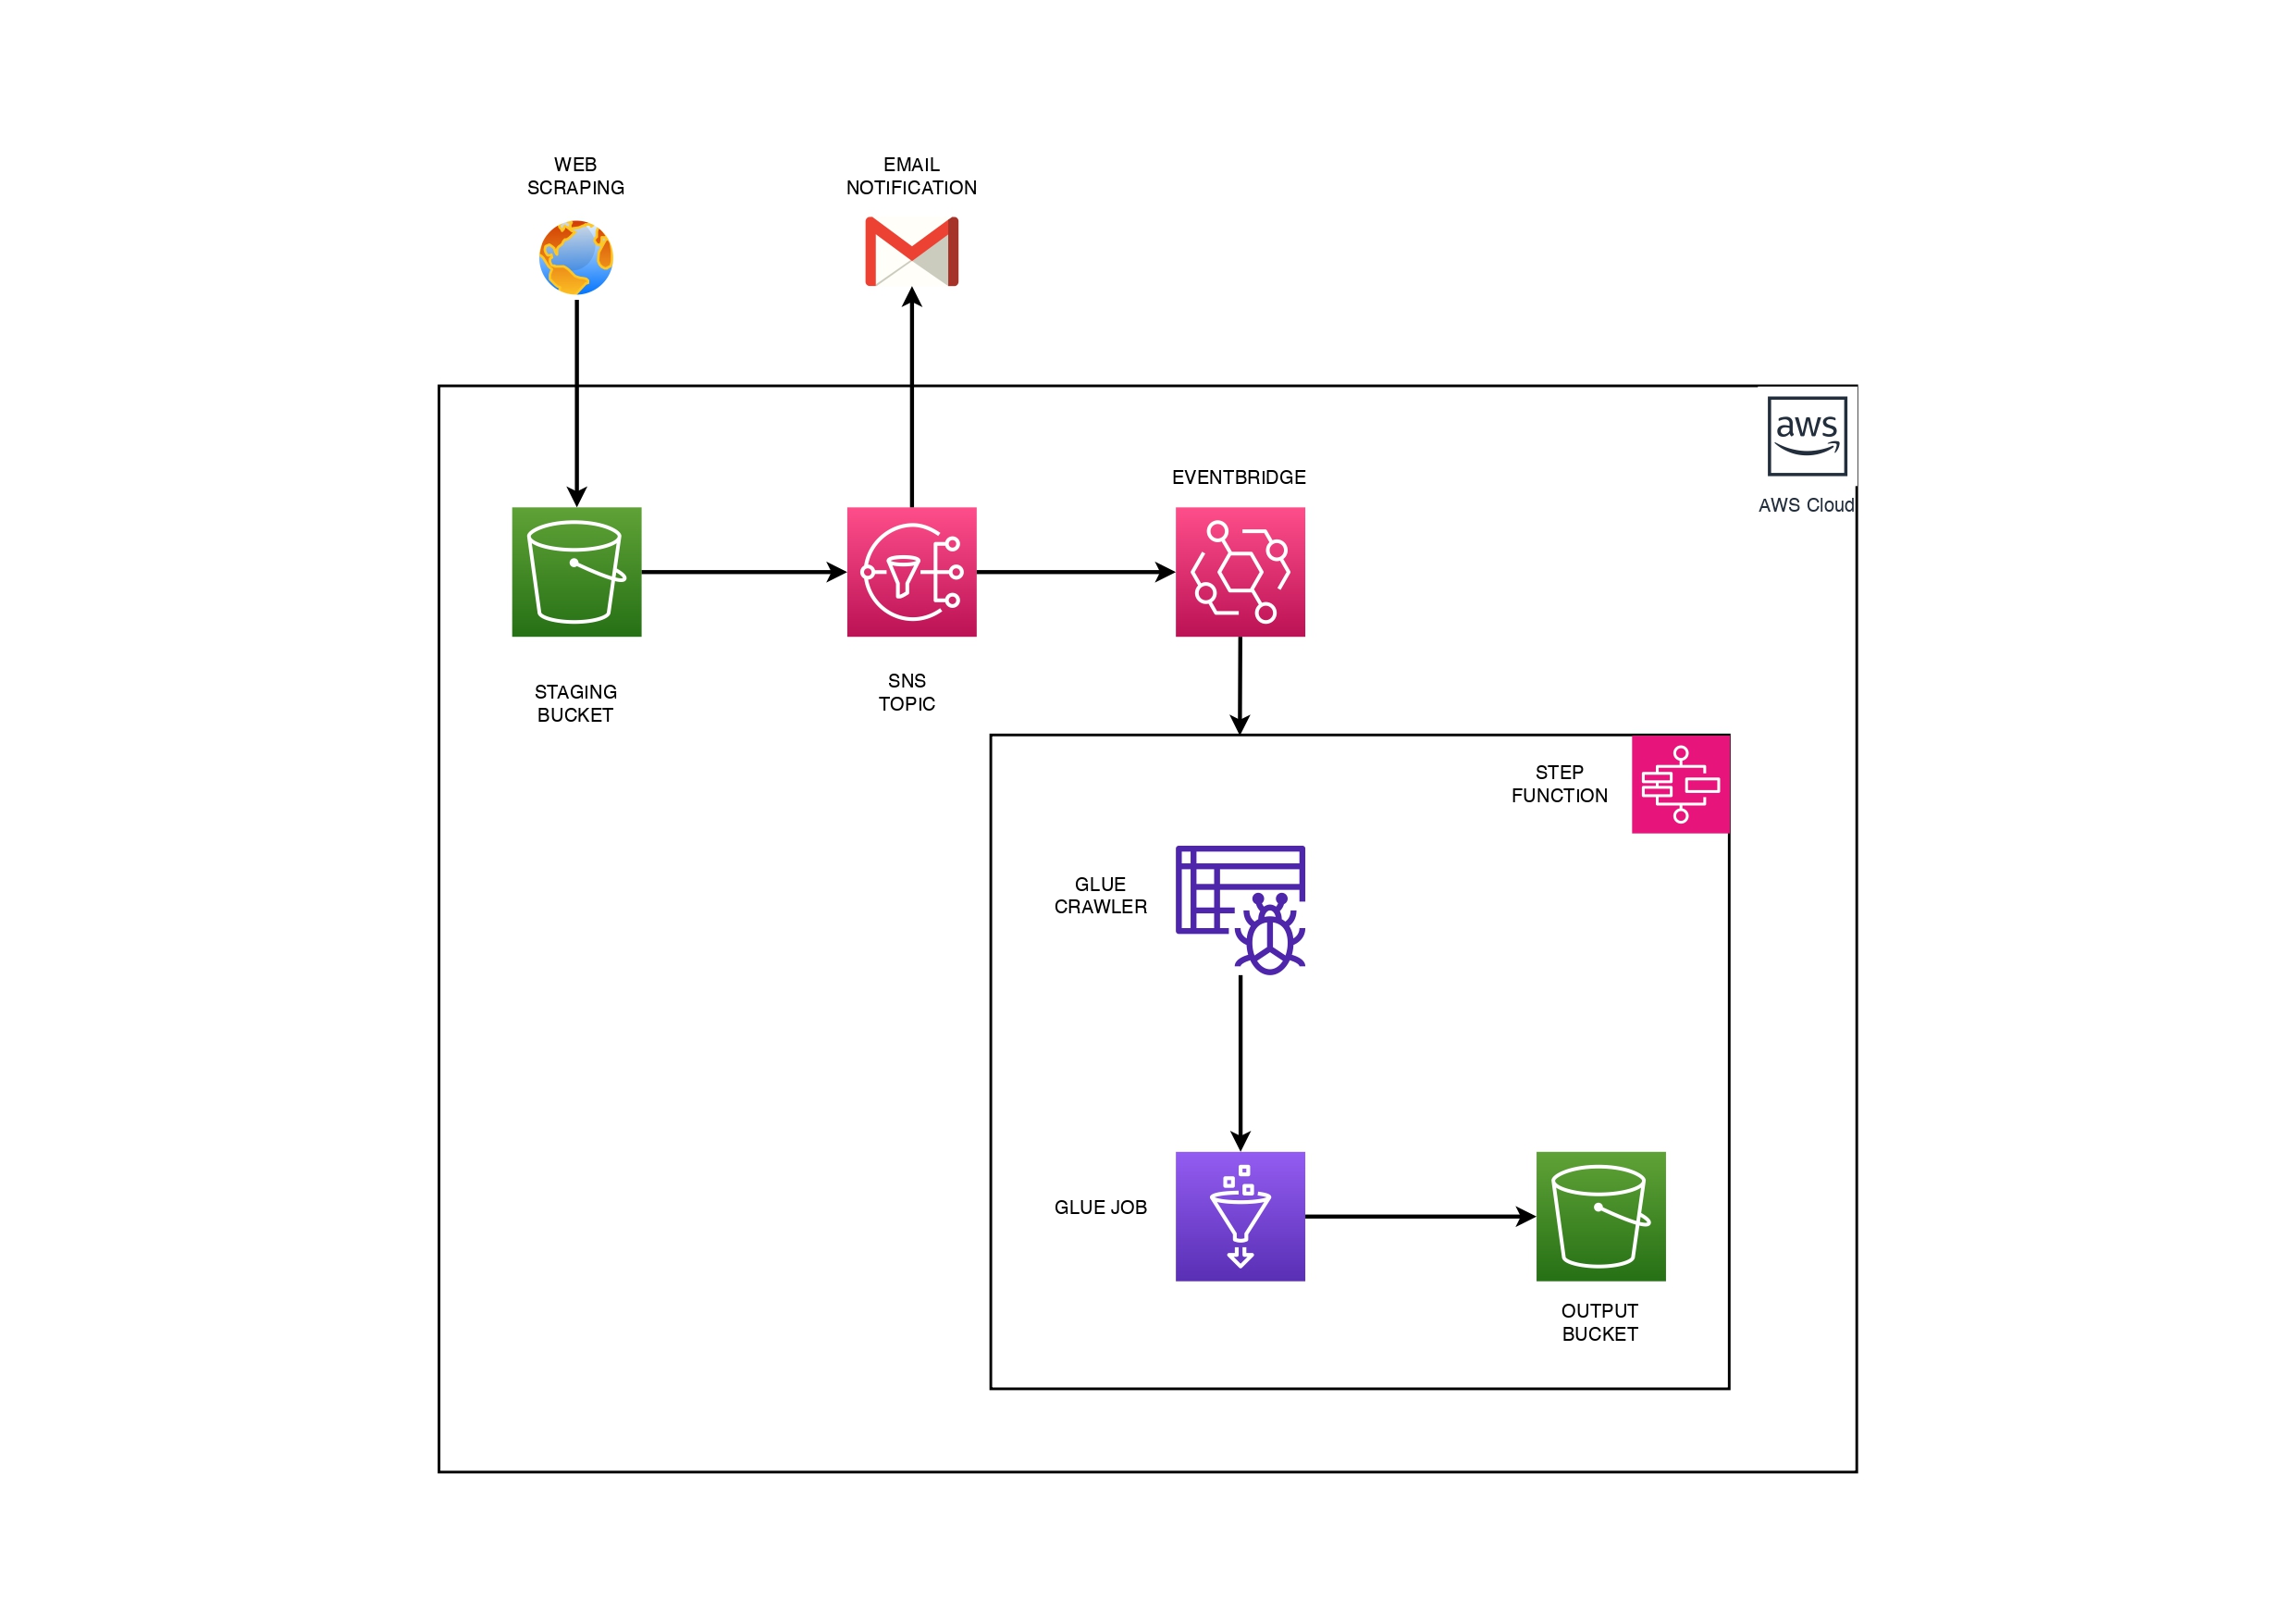 WEB
SCRAPING
EMAIL
NOTIFICATION
aws
AWS Cloud
EVENTBRIDGE
STAGING
BUCKET
SNS
TOPIC
STEP
FUNCTION
GLUE
CRAWLER
GLUE JOB
OUTPUT
BUCKET